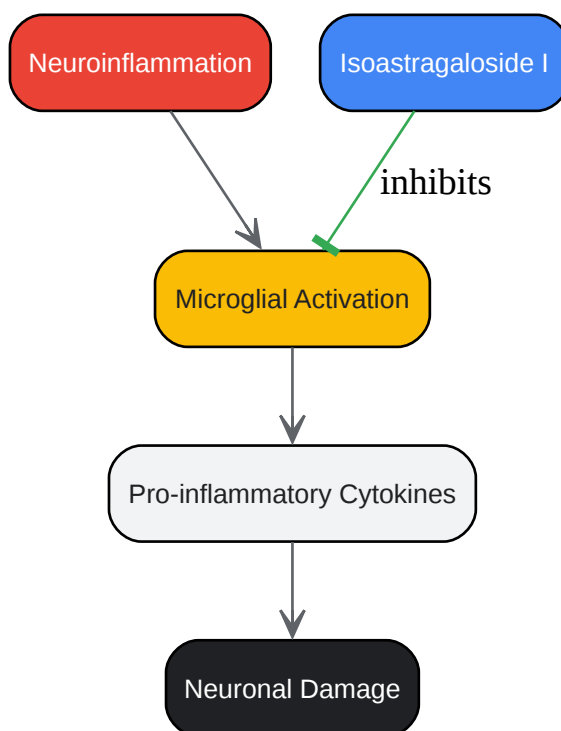 Neuroinflammation
Isoastragaloside I
inhibits
Microglial Activation
Pro-inflammatory Cytokines
Neuronal Damage